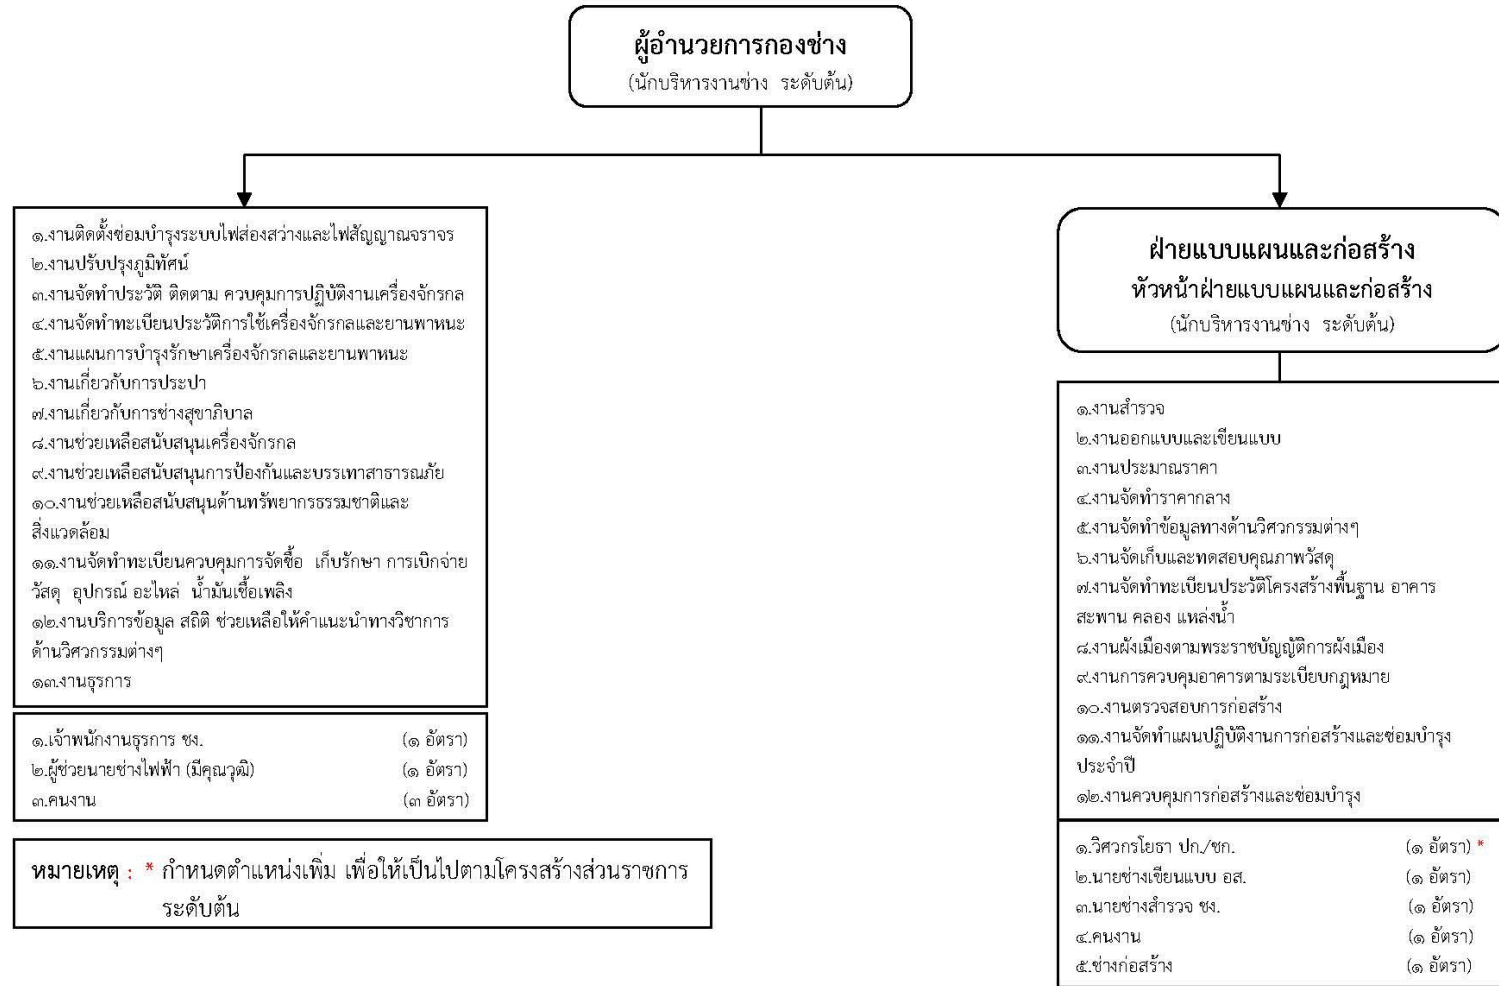 ผู้อำนวยการกองช่าง
(นักบริหารงานช่าง ระดับต้น)
๑.งานติดตั้งซ่อมบำรุงระบบไฟส่องสว่างและไฟสัญญาณจราจร
๒.งานปรับปรุงภูมิทัศน์
๓.งานจัดทำประวัติ ติดตาม ควบคุมการปฏิบัติงานเครื่องจักรกล
๔.งานจัดทำทะเบียนประวัติการใช้เครื่องจักรกลและยานพาหนะ
๕.งานแผนการบำรุงรักษาเครื่องจักรกลและยานพาหนะ
๖.งานเกี่ยวกับการประปา
๗.งานเกี่ยวกับการช่างสุขาภิบาล
๘.งานช่วยเหลือสนับสนุนเครื่องจักรกล
๙.งานช่วยเหลือสนับสนุนการป้องกันและบรรเทาสาธารณภัย
๑๐.งานช่วยเหลือสนับสนุนด้านทรัพยากรธรรมชาติและ
สิ่งแวดล้อม
๑๑.งานจัดทำทะเบียนควบคุมการจัดซื้อ เก็บรักษา การเบิกจ่าย
วัสดุ อุปกรณ์ อะไหล่ น้ำมันเชื้อเพลิง
๑๒.งานบริการข้อมูล สถิติ ช่วยเหลือให้คำแนะนำทางวิชาการ
ด้านวิศวกรรมต่างๆ
๑๓.งานธุรการ
๑.เจ้าพนักงานธุรการ ชง. (๑ อัตรา)
๒.ผู้ช่วยนายช่างไฟฟ้า (มีคุณวุฒิ) (๑ อัตรา)
๓.คนงาน (๓ อัตรา)
หมายเหตุ : * กำหนดตำแหน่งเพิ่ม เพื่อให้เป็นไปตามโครงสร้างส่วนราชการ
ระดับต้น
ฝ่ายแบบแผนและก่อสร้าง
หัวหน้าฝ่ายแบบแผนและก่อสร้าง
(นักบริหารงานช่าง ระดับต้น)
๑.งานสำรวจ
๒.งานออกแบบและเขียนแบบ
๓.งานประมาณราคา
๔.งานจัดทำราคากลาง
๕.งานจัดทำข้อมูลทางด้านวิศวกรรมต่างๆ
๖.งานจัดเก็บและทดสอบคุณภาพวัสดุ
๗.งานจัดทำทะเบียนประวัติโครงสร้างพื้นฐาน อาคาร
สะพาน คลอง แหล่งน้ำ
๘.งานผังเมืองตามพระราชบัญญัติการผังเมือง
๙.งานการควบคุมอาคารตามระเบียบกฎหมาย
๑๐.งานตรวจสอบการก่อสร้าง
๑๑.งานจัดทำแผนปฏิบัติงานการก่อสร้างและซ่อมบำรุง
ประจำปี
๑๒.งานควบคุมการก่อสร้างและซ่อมบำรุง
๑.วิศวกรโยธา ปก./ชก. (๑ อัตรา) *
๒.นายช่างเขียนแบบ อส. (๑ อัตรา)
๓.นายช่างสำรวจ ชง. (๑ อัตรา)
๔.คนงาน (๑ อัตรา)
๕.ช่างก่อสร้าง (๑ อัตรา)